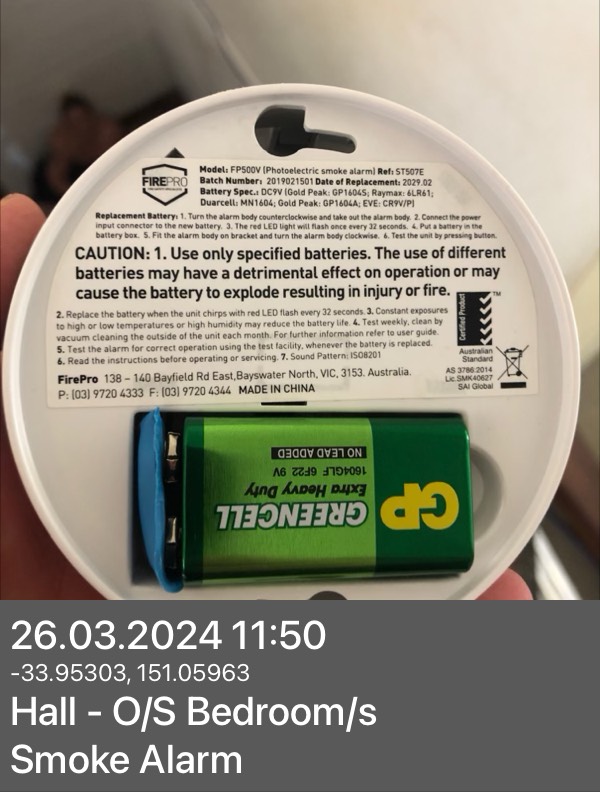 FIREPRO
Model: FP500V (Photoelectric smoke alarm) Ref: ST507E
Batch Number: 2019021501 Date of Replacement: 2029.02
Battery Spec.: DC9V (Gold Peak: GP1604S; Raymax: 6LR61;
Duarcell: MN1604; Gold Peak: GP1604A; EVE: CR9V/P)
Replacement Battery: 1. Turn the alarm body counterclockwise and take out the alarm body. 2. Connect the power
input connector to the new battery. 3. The red LED light will flash once every 32 seconds. 4. Put a battery in the
battery box. 5. Fit the alarm body on bracket and turn the alarm body clockwise. 6. Test the unit by pressing button.
CAUTION: 1. Use only specified batteries. The use of different
batteries may have a detrimental effect on operation or may
cause the battery to explode resulting in injury or fire.
2. Replace the battery when the unit chirps with red LED flash every 32 seconds. 3. Constant exposures
to high or low temperatures or high humidity may reduce the battery life. 4. Test weekly, clean by
vacuum cleaning the outside of the unit each month. For further information refer to user guide.
5. Test the alarm for correct operation using the test facility, whenever the battery is replaced.
6. Read the instructions before operating or servicing. 7. Sound Pattern: ISO8201
Certified Product
TM
Australian
Standard
AS 3786:2014
Lic.SMK40627
SAI Global
FirePro 138 – 140 Bayfield Rd East,Bayswater North, VIC, 3153. Australia.
P: (03) 9720 4333 F: (03) 9720 4344 MADE IN CHINA
GP
GREENCELL
Extra Heavy Duty
1604GLF 6F22 9V
NO LEAD ADDED
26.03.2024 11:50
-33.95303, 151.05963
Hall - O/S Bedroom/s
Smoke Alarm